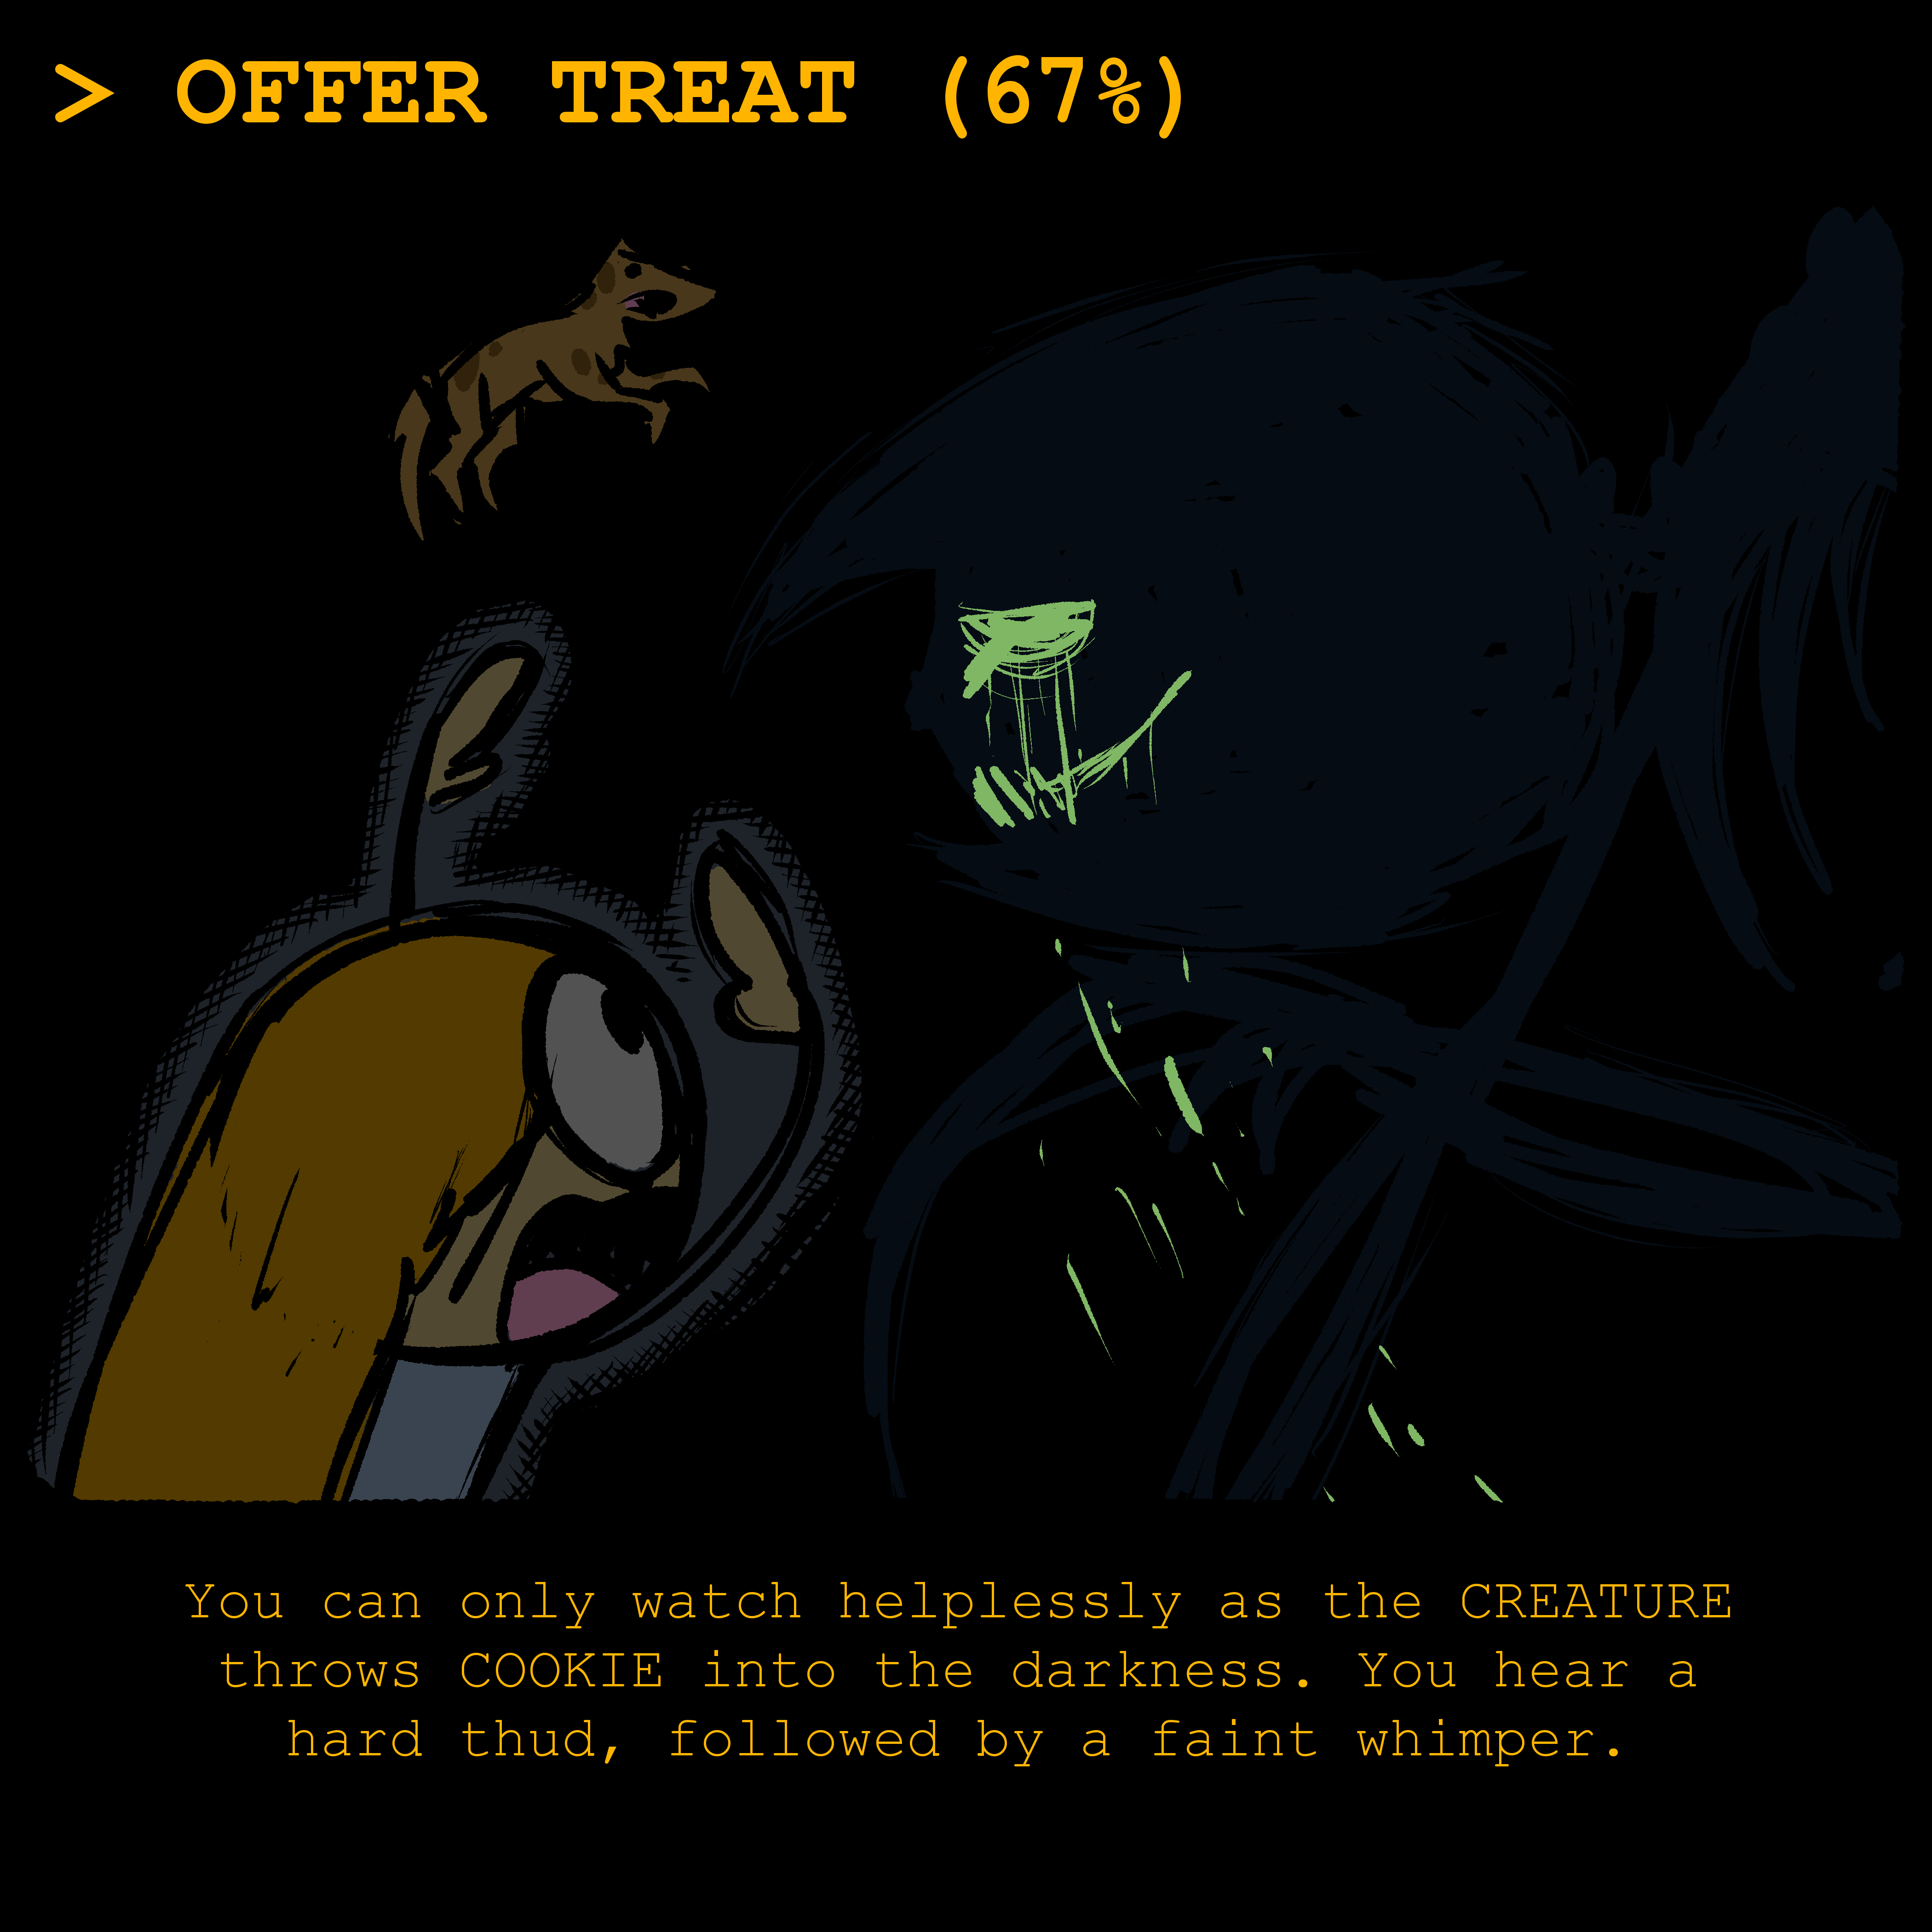 > OFFER TREAT (67%)
You can only watch helplessly as the CREATURE
throws COOKIE into the darkness. You hear a
hard thud, followed by a faint whimper.